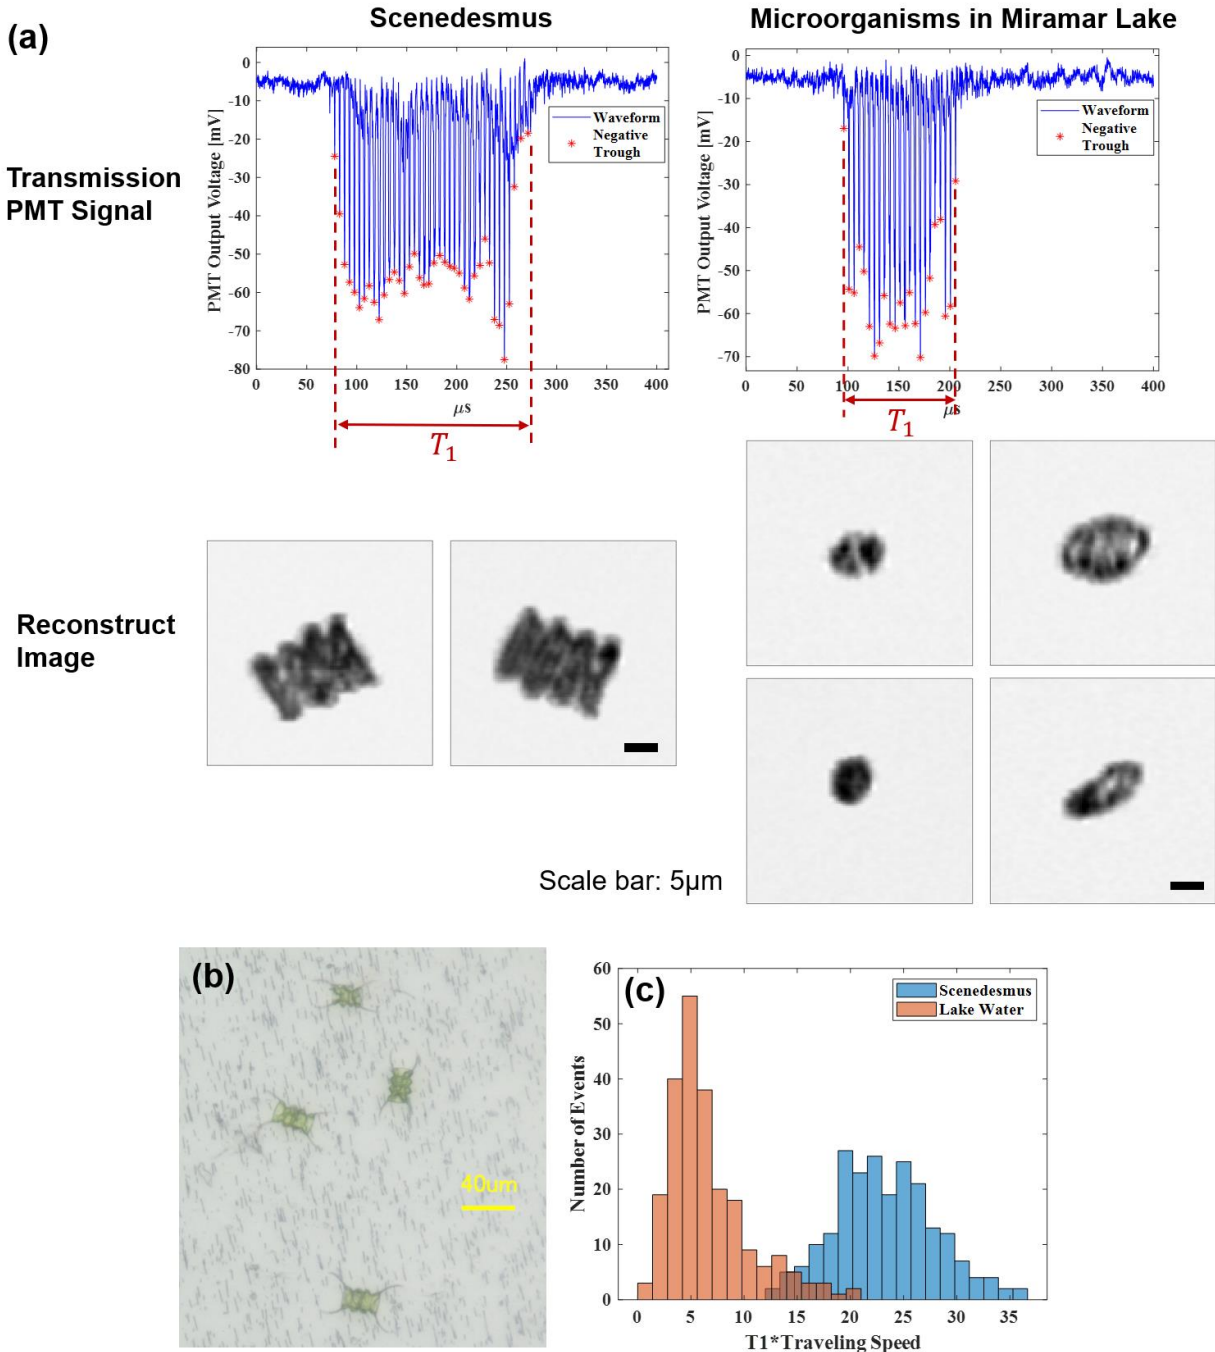 (a)
Scenedesmus
Microorganisms in Miramar Lake
Transmission
PMT Signal
PMT Output Voltage [mV]
0
-10
-20
-30
-40
-50
-60
-70
-80
0 50 100 150 200 250 300 350 400
μs
Waveform
Negative
Trough
T1
PMT Output Voltage [mV]
0
-10
-20
-30
-40
-50
-60
-70
0 50 100 150 200 250 300 350 400
μs
Waveform
Negative
Trough
T1
Reconstruct
Image
Scale bar: 5μm
(b)
40um
(c)
Number of Events
60
50
40
30
20
10
0
0 5 10 15 20 25 30 35
T1*Traveling Speed
Scenedesmus
Lake Water